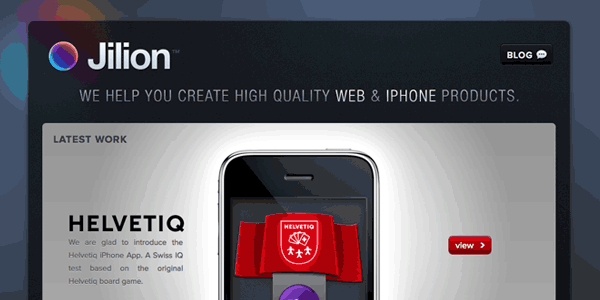 Jilion™
BLOG
WE HELP YOU CREATE HIGH QUALITY WEB & IPHONE PRODUCTS.
LATEST WORK
HELVETIQ
We are glad to introduce the
Helvetiq iPhone App. A Swiss IQ
test based on the original
Helvetiq board game.
HELVETIQ
view